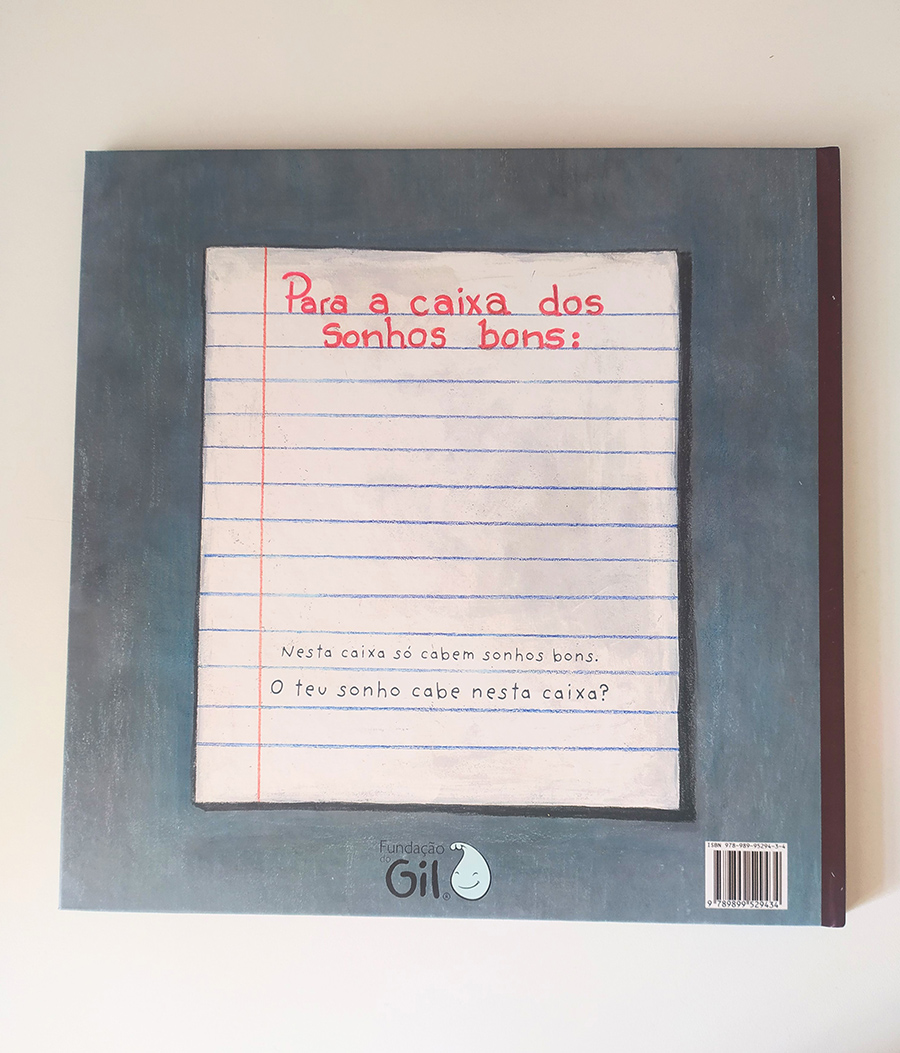 Para a caixa dos
sonhos bons:
Nesta caixa só cabem sonhos bons.
O teu sonho cabe nesta caixa?
Fundação
do
Gil®
ISBN 978-989-95294-3-4
9 789899 529434